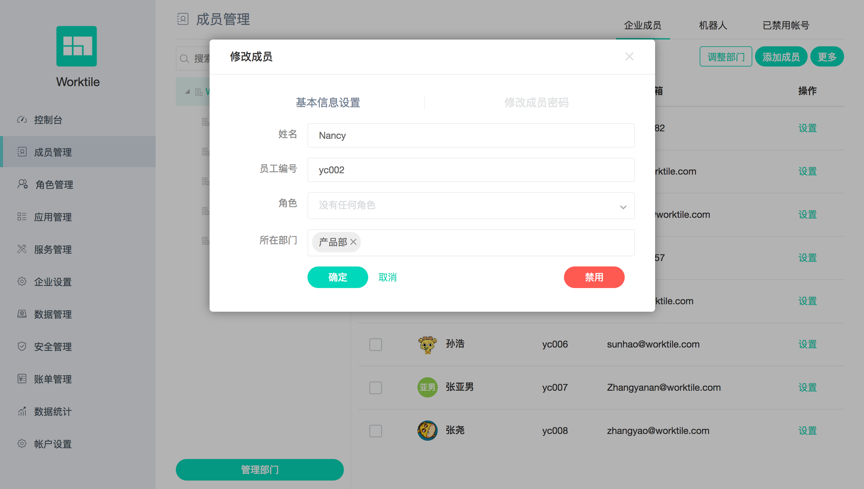 Worktile
控制台
成员管理
角色管理
应用管理
服务管理
企业设置
数据管理
安全管理
账单管理
数据统计
帐户设置
成员管理
企业成员
机器人
已禁用帐号
搜索
调整部门
添加成员
更多
箱
操作
82
设置
rktile.com
设置
worktile.com
设置
57
设置
ktile.com
设置
孙浩 yc006 sunhao@worktile.com 设置
亚男 张亚男 yc007 Zhangyanan@worktile.com 设置
张尧 yc008 zhangyao@worktile.com 设置
管理部门
修改成员
基本信息设置
修改成员密码
姓名 Nancy
员工编号 yc002
角色 没有任何角色
所在部门 产品部
确定
取消
禁用